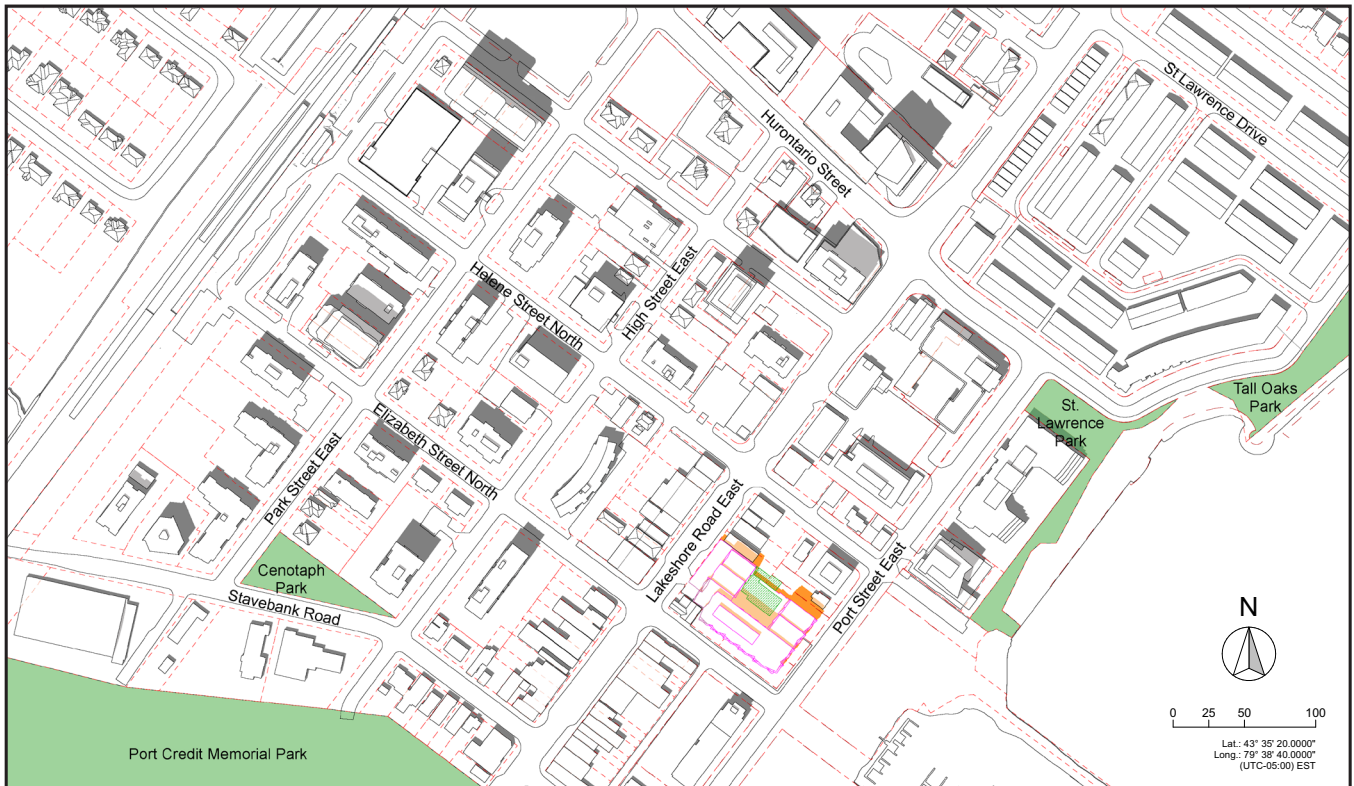 St Lawrence Drive
Hurontario Street
Helene Street North
High Street East
Tall Oaks
Park
St.
Lawrence
Park
Elizabeth Street North
Park Street East
Lakeshore Road East
Port Street East
Cenotaph
Park
Stavebank Road
N
0 25 50 100
Lat.: 43° 35' 20.0000"
Long.: 79° 38' 40.0000"
(UTC-05:00) EST
Port Credit Memorial Park